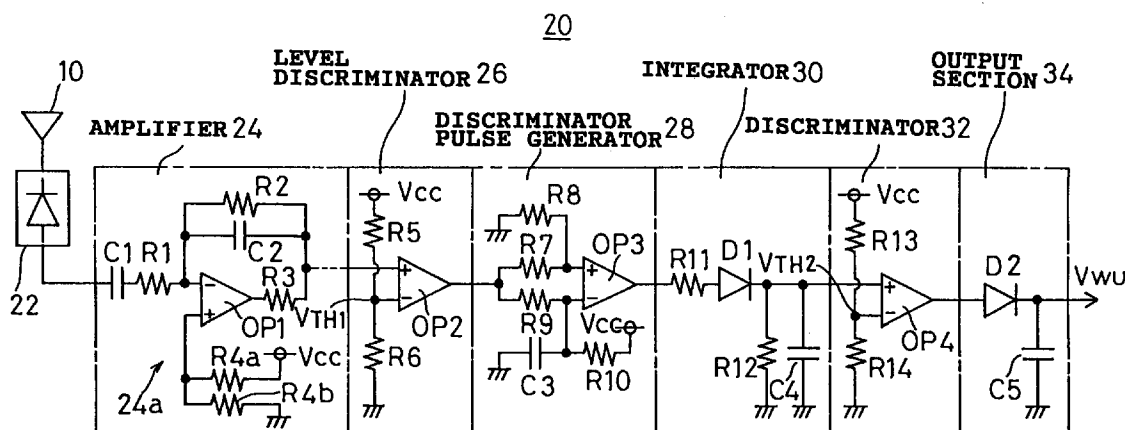 20
LEVEL
DISCRIMINATOR 26
INTEGRATOR 30
OUTPUT
SECTION 34
10
AMPLIFIER 24
DISCRIMINATOR
PULSE GENERATOR 28
DISCRIMINATOR 32
22
C1
R1
R2
C2
R3
OP1
24a
R4a
Vcc
R4b
Vcc
R5
VTH1
OP2
R6
R8
R7
OP3
R9
Vcc
C3
R10
R11
D1
VTH2
R12
C4
Vcc
R13
OP4
R14
D2
VWU
C5